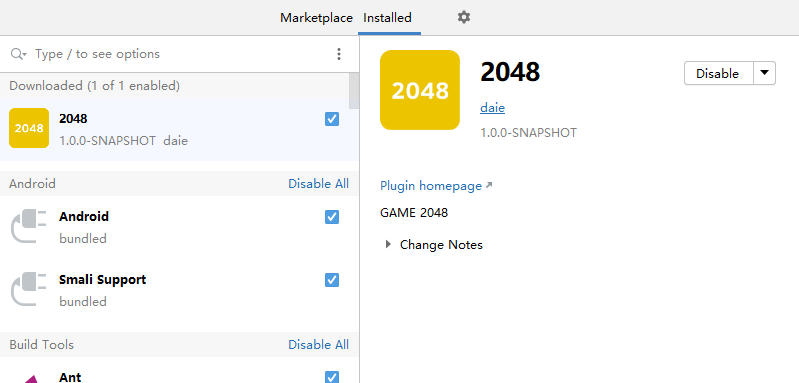 Marketplace Installed
Type / to see options
Downloaded (1 of 1 enabled)
2048
2048
1.0.0-SNAPSHOT daie
Android Disable All
Android
bundled
Smali Support
bundled
Build Tools Disable All
Ant
2048
2048
Disable
daie
1.0.0-SNAPSHOT
Plugin homepage
GAME 2048
Change Notes